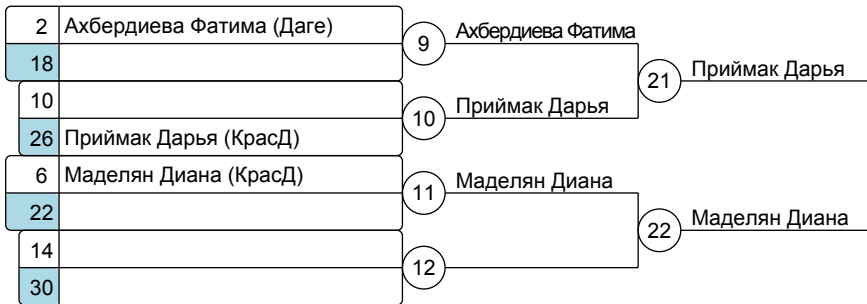 2 Ахбердиева Фатима (Даге)
18
9 Ахбердиева Фатима
10
26 Приймак Дарья (КрасД)
10 Приймак Дарья
21 Приймак Дарья
6 Маделян Диана (КрасД)
22
11 Маделян Диана
14
30
12
22 Маделян Диана